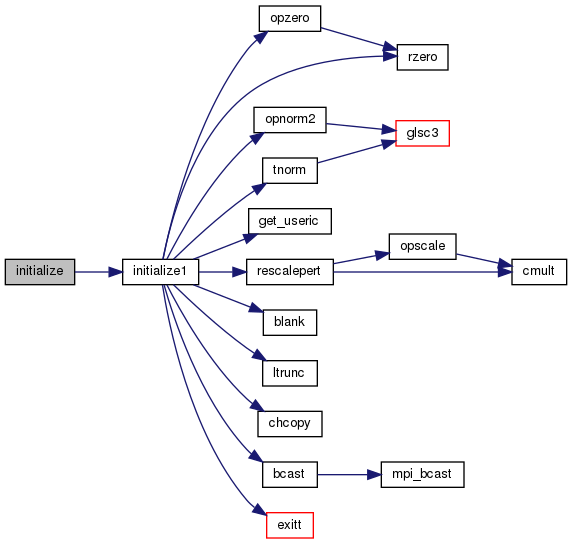 opzero
rzero
opnorm2
glsc3
tnorm
get_useric
opscale
initialize
initialize1
rescalepert
cmult
blank
ltrunc
chcopy
bcast
mpi_bcast
exitt